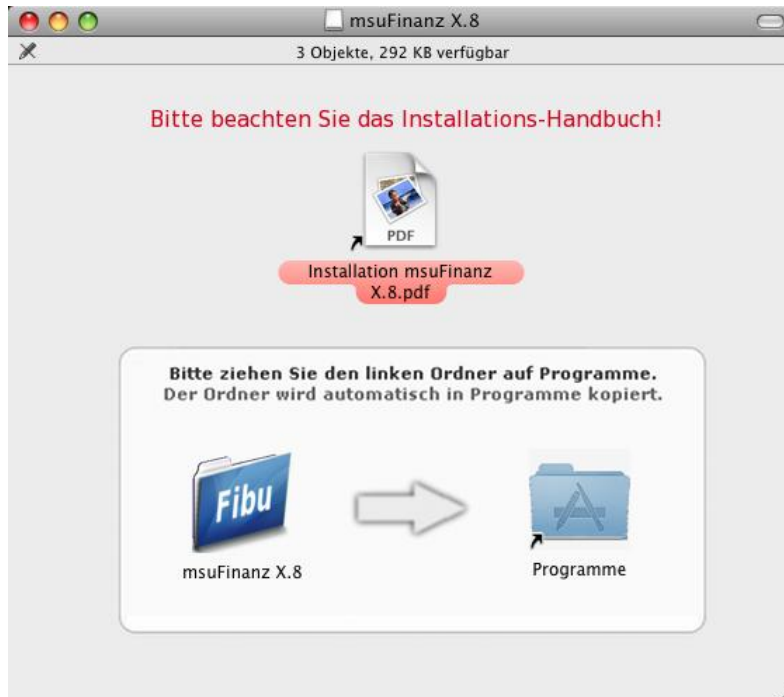 msuFinanz X.8
3 Objekte, 292 KB verfügbar
Bitte beachten Sie das Installations-Handbuch!
PDF
Installation msuFinanz
X.8.pdf
Bitte ziehen Sie den linken Ordner auf Programme.
Der Ordner wird automatisch in Programme kopiert.
Fibu
msuFinanz X.8
Programme